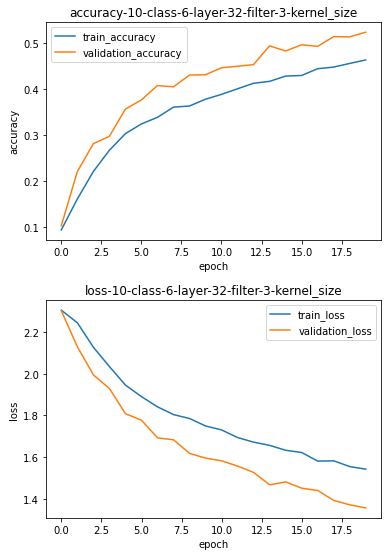 accuracy-10-class-6-layer-32-filter-3-kernel_size
train_accuracy
validation_accuracy
accuracy
0.5
0.4
0.3
0.2
0.1
0.0 2.5 5.0 7.5 10.0 12.5 15.0 17.5
epoch
loss-10-class-6-layer-32-filter-3-kernel_size
train_loss
validation_loss
loss
2.2
2.0
1.8
1.6
1.4
0.0 2.5 5.0 7.5 10.0 12.5 15.0 17.5
epoch